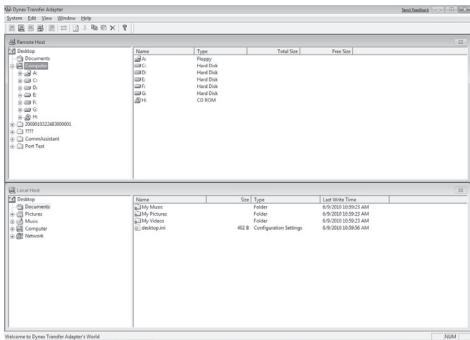 Dynex Transfer Adapter
Send Feedback
System Edit View Window Help
Remote Host
Desktop
Documents
Computer
A:
C:
D:
E:
F:
G:
H:
????
CommAssistant
Port Test
Name Type Total Size Free Size
A: Floppy
C: Hard Disk
D: Hard Disk
E: Hard Disk
F: Hard Disk
G: Hard Disk
H: CD ROM
Local Host
Desktop
Documents
Pictures
Music
Computer
Network
Name Size Type Last Write Time
My Music Folder 6/9/2010 10:59:23 AM
My Pictures Folder 6/9/2010 10:59:23 AM
My Videos Folder 6/9/2010 10:59:23 AM
desktop.ini 402 B Configuration Settings 6/9/2010 10:59:56 AM
Welcome to Dynex Transfer Adapter's World
NUM